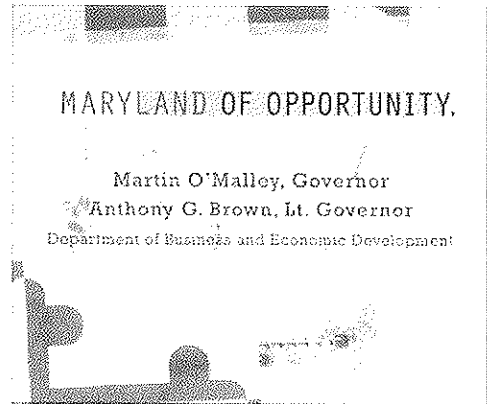 MARYLAND OF OPPORTUNITY.
Martin O'Malley, Governor
Anthony G. Brown, Lt. Governor
Department of Business and Economic Development